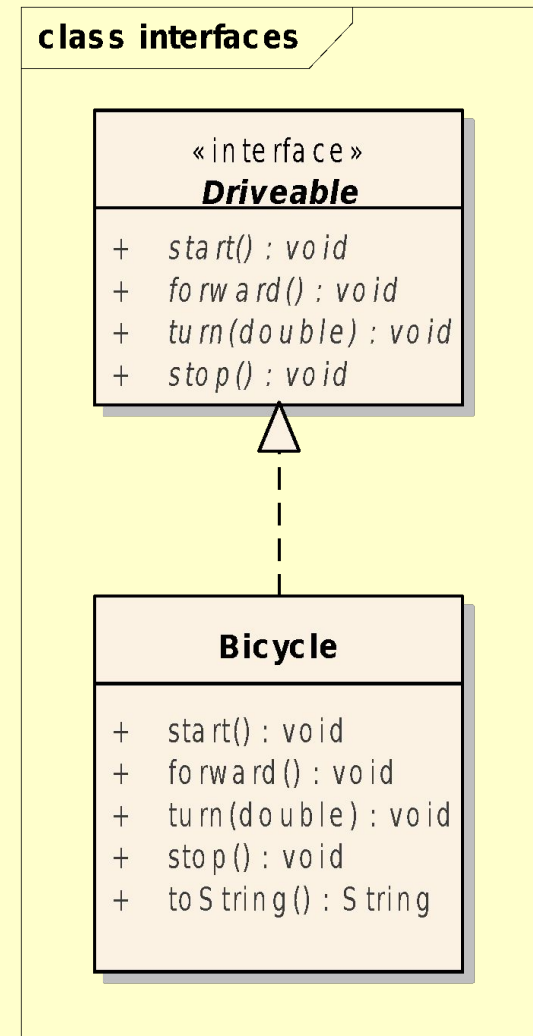 class interfaces
«interface»
Driveable
+ start() : void
+ forward() : void
+ turn(double) : void
+ stop() : void
Bicycle
+ start() : void
+ forward() : void
+ turn(double) : void
+ stop() : void
+ toString() : String